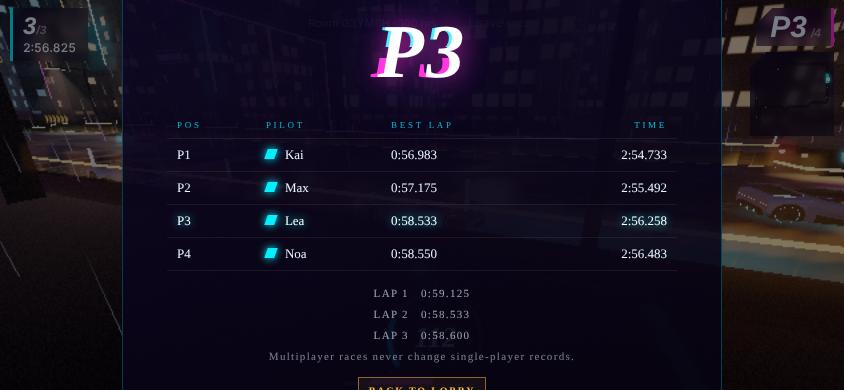 3/3
2:56.825
P3 /4
P3
POS PILOT BEST LAP TIME
P1 Kai 0:56.983 2:54.733
P2 Max 0:57.175 2:55.492
P3 Lea 0:58.533 2:56.258
P4 Noa 0:58.550 2:56.483
LAP 1 0:59.125
LAP 2 0:58.533
LAP 3 0:58.600
Multiplayer races never change single-player records.
BACK TO LOBBY